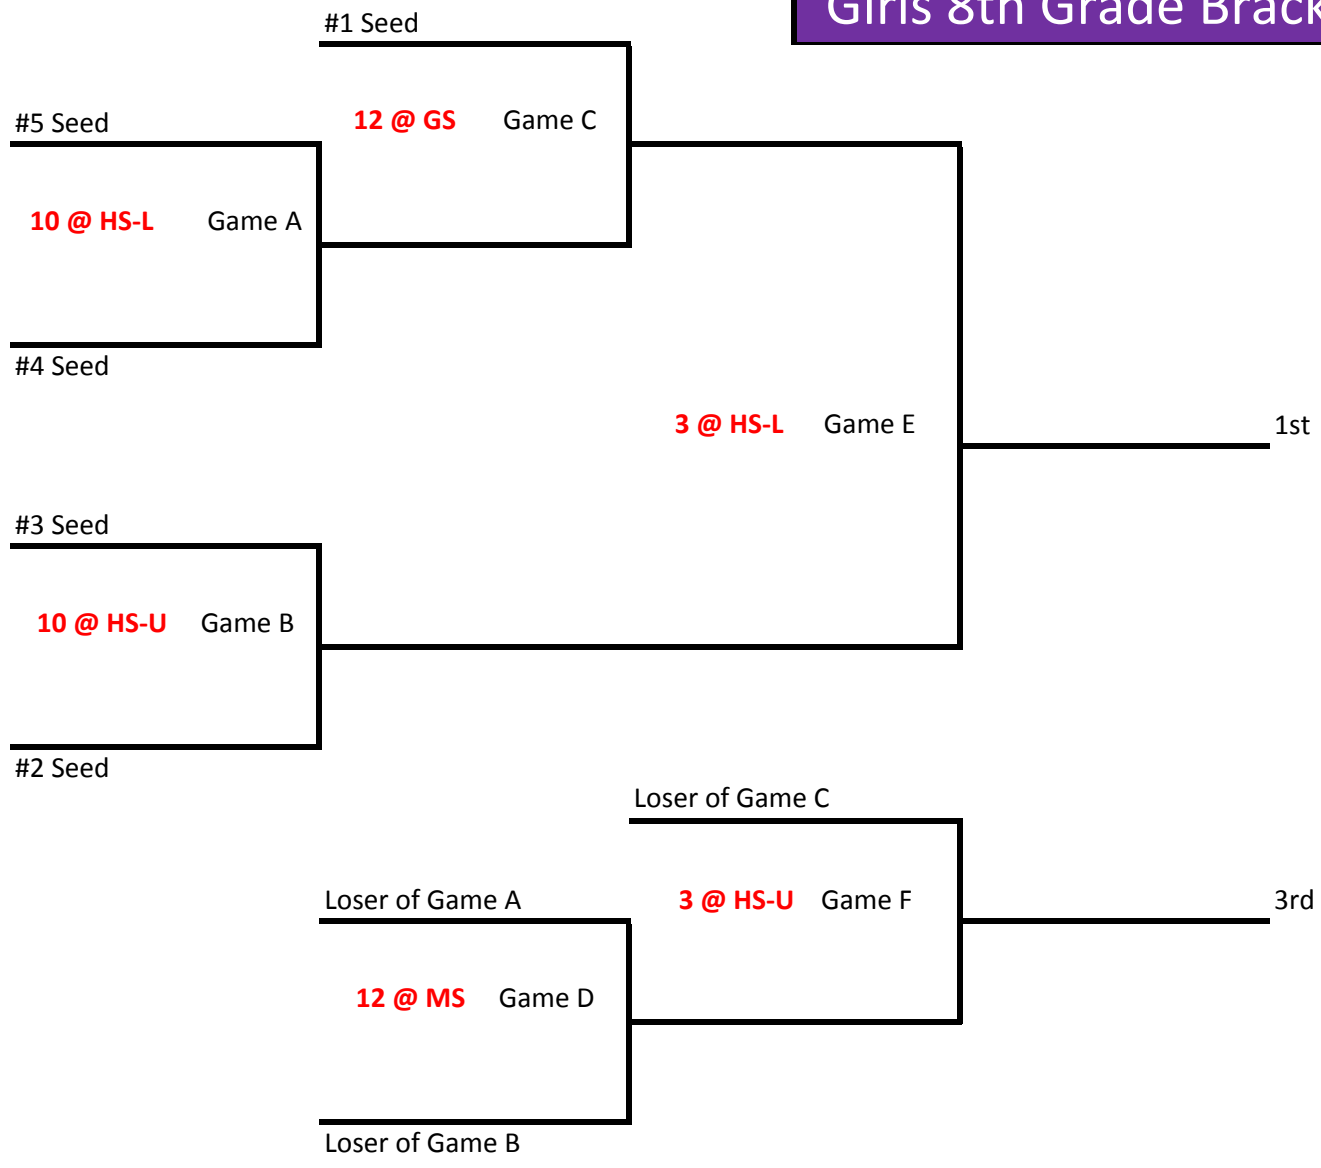 Girls 8th Grade
#1 Seed
#5 Seed
12 @ GS Game C
10 @ HS-L Game A
#4 Seed
3 @ HS-L Game E
1st
#3 Seed
10 @ HS-U Game B
#2 Seed
Loser of Game C
Loser of Game A
3 @ HS-U Game F
3rd
12 @ MS Game D
Loser of Game B